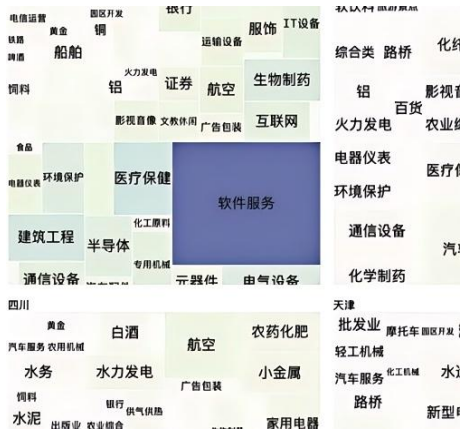 电信运营
园区开发
银行
铁路
黄金
铜
运输设备
服饰
IT设备
啤酒
船舶
饲料
铝
火力发电
证券
航空
生物制药
影视音像
文教休闲
广告包装
互联网
食品
电器仪表
环境保护
医疗保健
软件服务
建筑工程
半导体
化工原料
专用机械
通信设备
元器件
电气设备
综合类
路桥
铝
百货
火力发电
电器仪表
环境保护
通信设备
化学制药
四川
黄金
白酒
航空
农药化肥
汽车服务
农用机械
水务
水力发电
小金属
广告包装
饲料
水泥
出版业
银行
农业综合
供气供热
家用电器
天津
批发业
摩托车
园区开发
轻工机械
汽车服务
化工机械
路桥